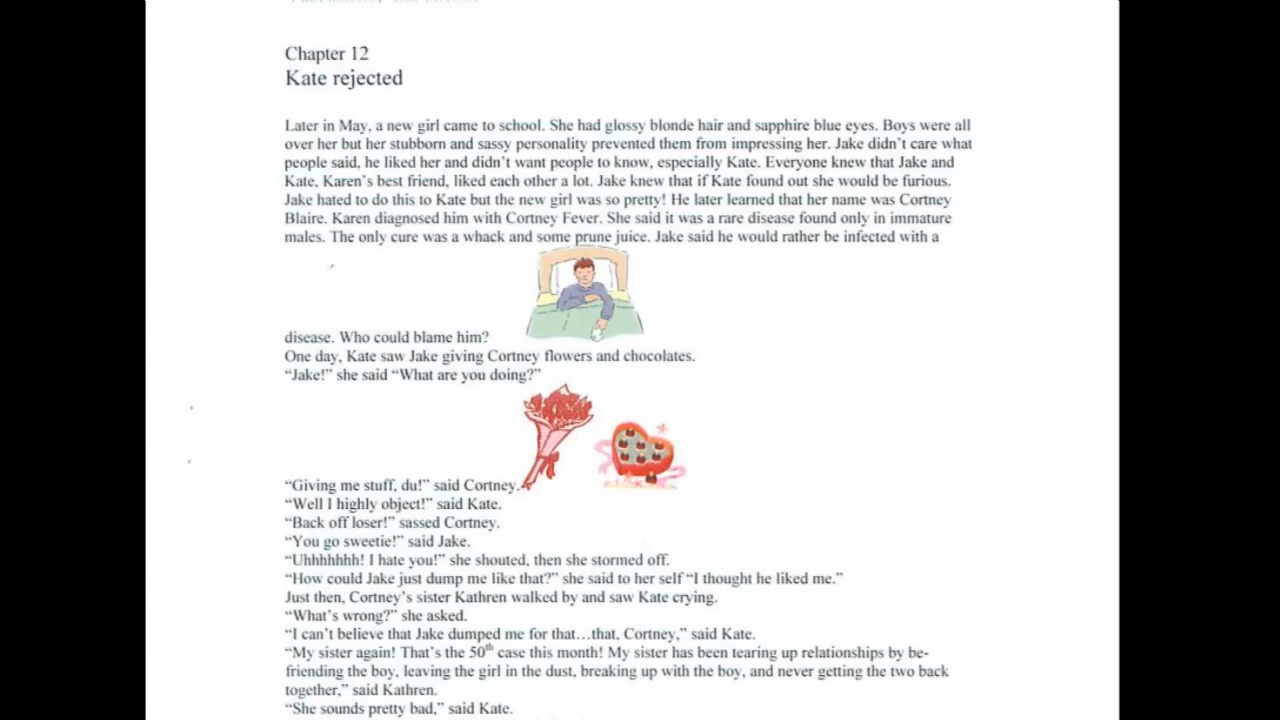 Chapter 12
Kate rejected
Later in May, a new girl came to school. She had glossy blonde hair and sapphire blue eyes. Boys were all
over her but her stubborn and sassy personality prevented them from impressing her. Jake didn't care what
people said, he liked her and didn't want people to know, especially Kate. Everyone knew that Jake and
Kate, Karen's best friend, liked each other a lot. Jake knew that if Kate found out she would be furious.
Jake hated to do this to Kate but the new girl was so pretty! He later learned that her name was Cortney
Blaire. Karen diagnosed him with Cortney Fever. She said it was a rare disease found only in immature
males. The only cure was a whack and some prune juice. Jake said he would rather be infected with a
disease. Who could blame him?
One day, Kate saw Jake giving Cortney flowers and chocolates.
“Jake!” she said “What are you doing?”
“Giving me stuff, du!” said Cortney.
“Well I highly object!” said Kate.
“Back off loser!” sassed Cortney.
“You go sweetie!” said Jake.
“Uhhhhhhh! I hate you!” she shouted, then she stormed off.
“How could Jake just dump me like that?” she said to her self “I thought he liked me.”
Just then, Cortney's sister Kathren walked by and saw Kate crying.
“What's wrong?” she asked.
“I can't believe that Jake dumped me for that…that, Cortney,” said Kate.
“My sister again! That's the 50th case this month! My sister has been tearing up relationships by be-
friending the boy, leaving the girl in the dust, breaking up with the boy, and never getting the two back
together,” said Kathren.
“She sounds pretty bad,” said Kate.